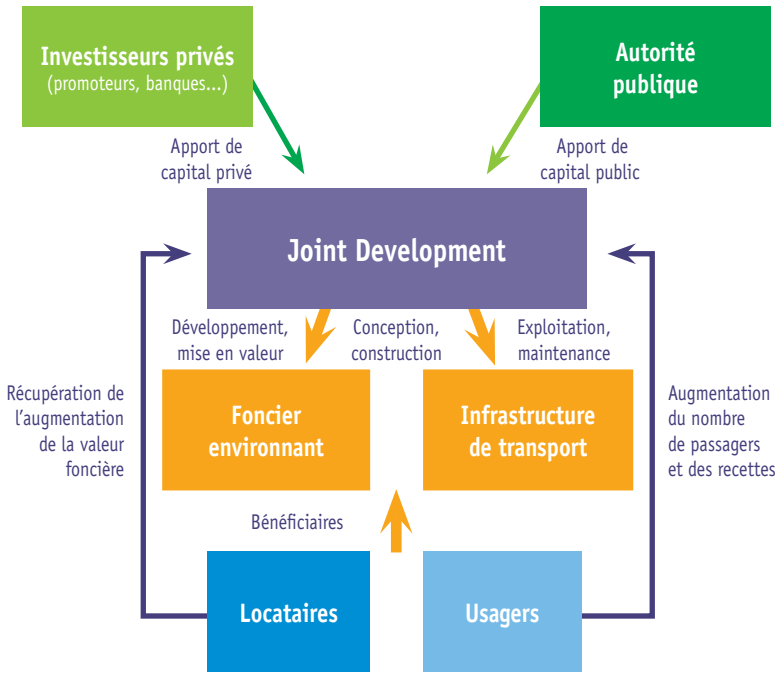 Investisseurs privés
(promoteurs, banques...)
Autorité
publique
Apport de
capital privé
Apport de
capital public
Joint Development
Développement,
mise en valeur
Conception,
construction
Exploitation,
maintenance
Récupération de
l'augmentation
de la valeur
foncière
Foncier
environnant
Infrastructure
de transport
Augmentation
du nombre
de passagers
et des recettes
Bénéficiaires
Locataires
Usagers